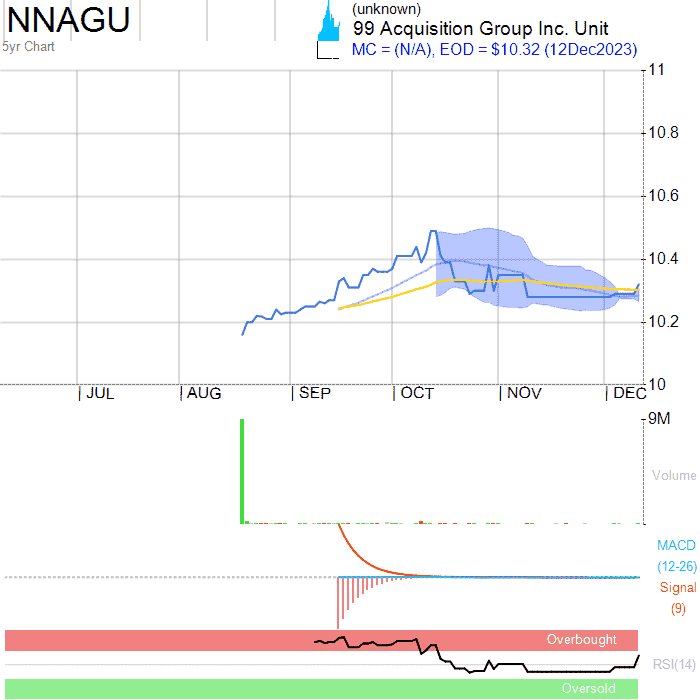 NNAGU
5yr Chart
(unknown)
99 Acquisition Group Inc. Unit
MC = (N/A), EOD = $10.32 (12Dec2023)
11
10.8
10.6
10.4
10.2
10
JUL
AUG
SEP
OCT
NOV
DEC
9M
Volume
MACD
(12-26)
Signal
(9)
Overbought
RSI(14)
Oversold